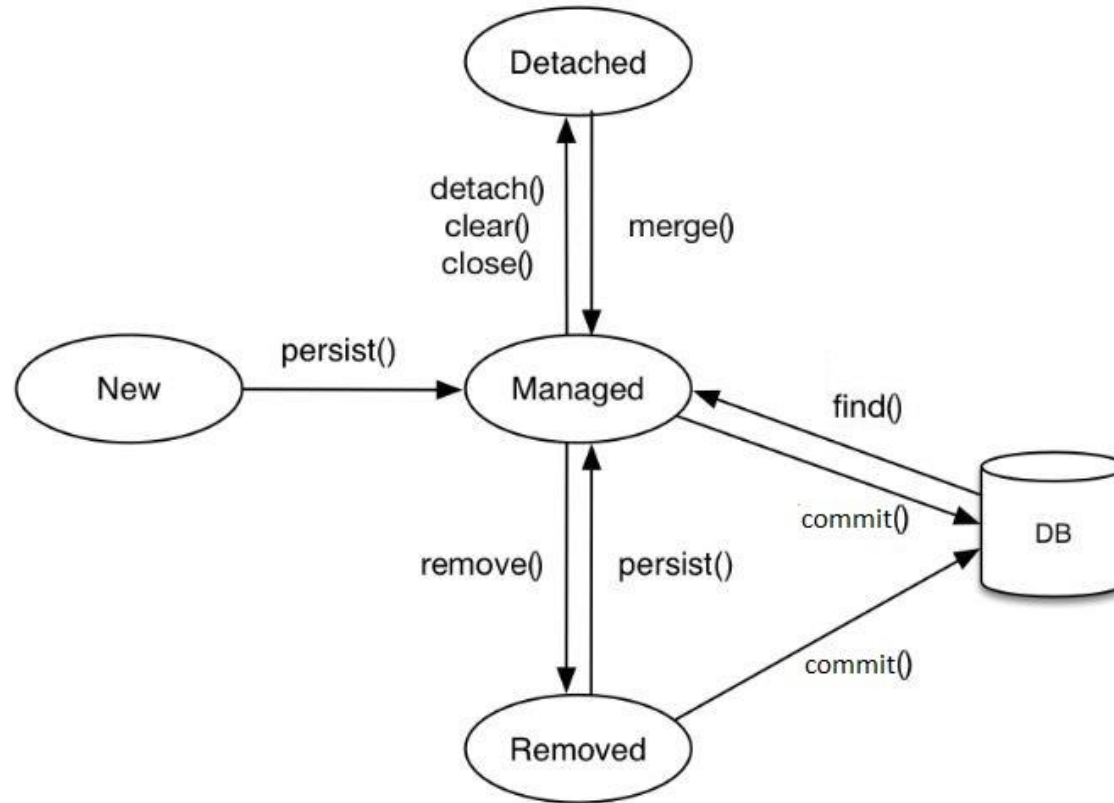 Detached
detach()
clear()
close()
merge()
New
persist()
Managed
find()
commit()
DB
remove()
persist()
commit()
Removed